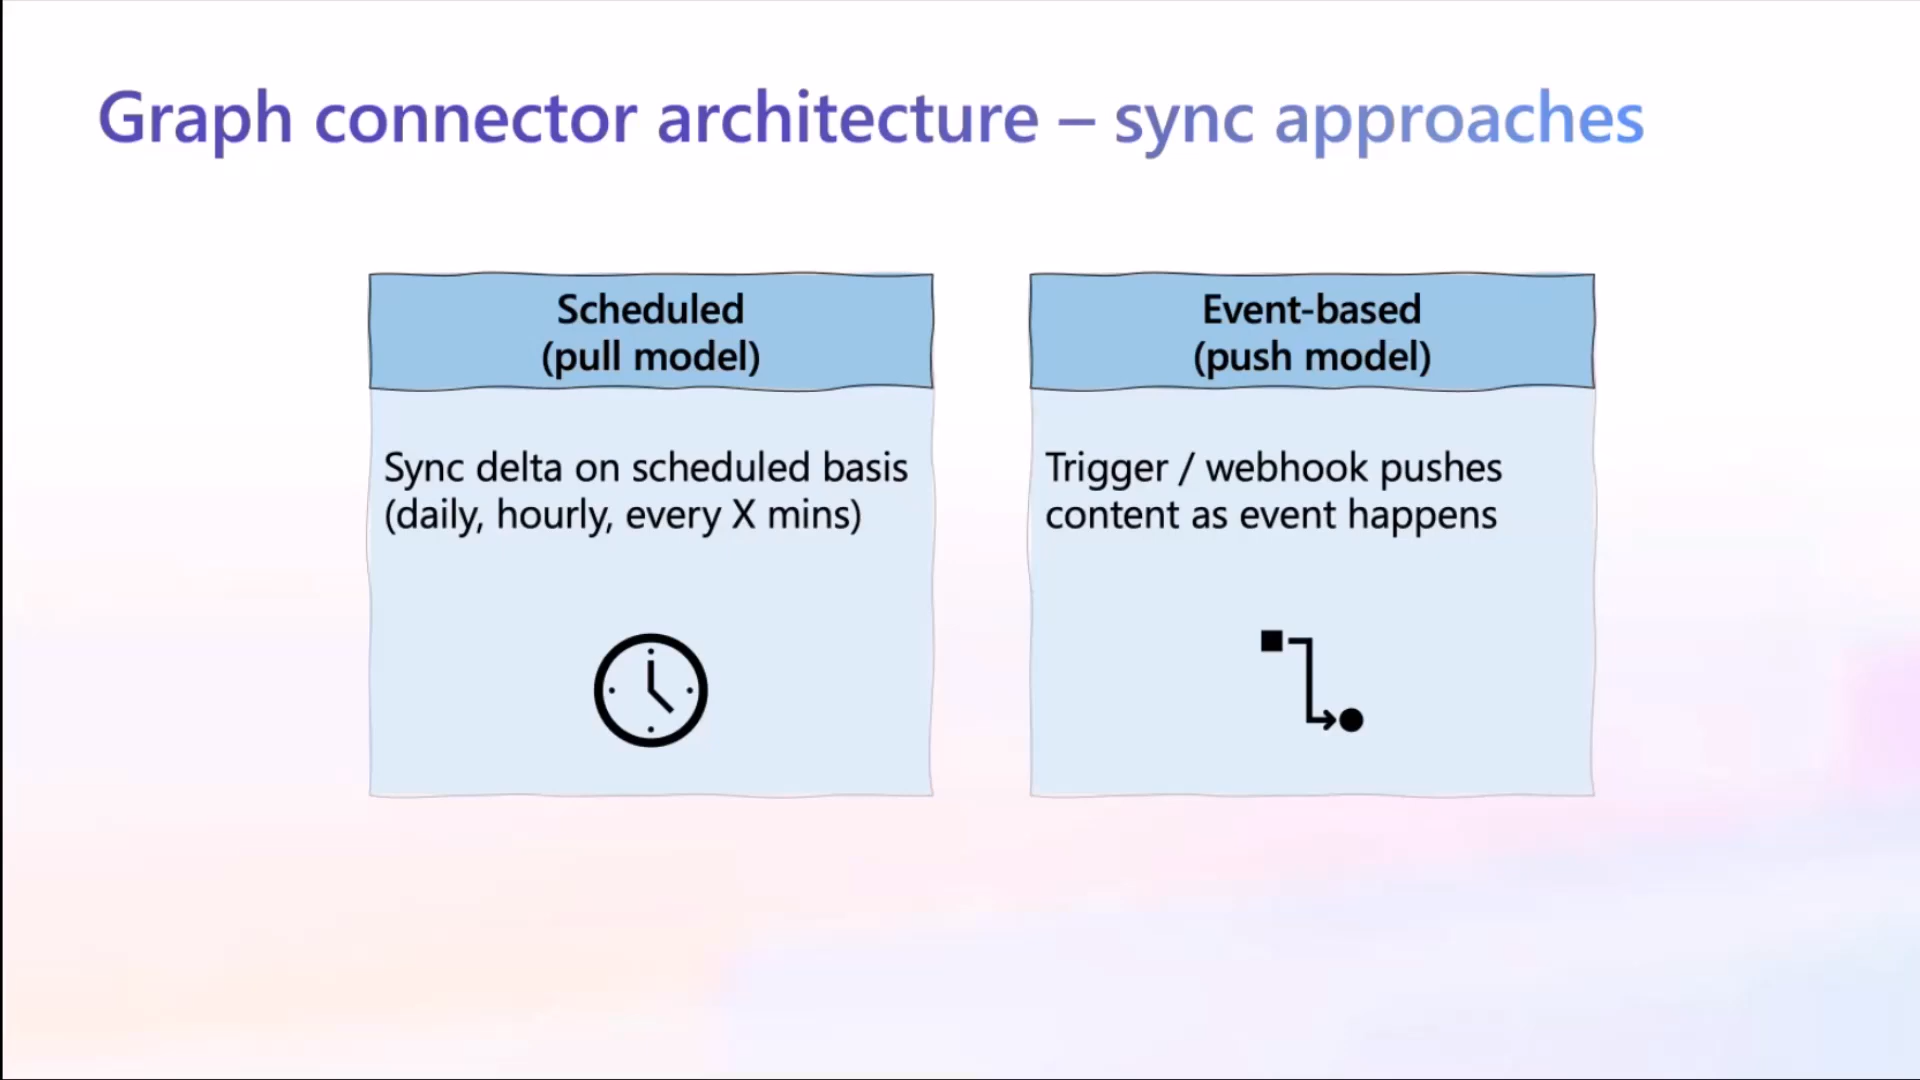 Graph connector architecture – sync approaches
Scheduled
(pull model)
Sync delta on scheduled basis
(daily, hourly, every X mins)
Event-based
(push model)
Trigger / webhook pushes
content as event happens